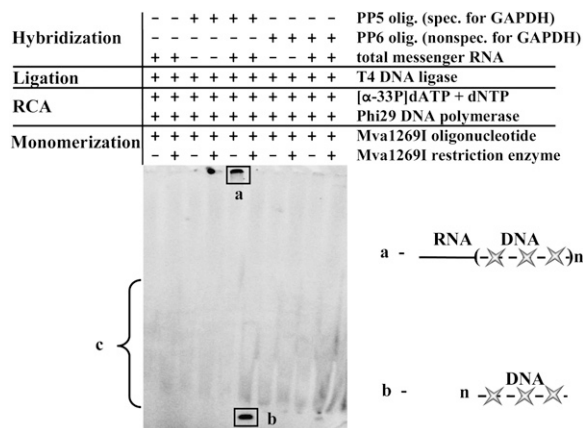 – – + + + + – – – – PP5 olig. (spec. for GAPDH)
Hybridization – – – – – – + + + + PP6 olig. (nonspec. for GAPDH)
+ + – – + + – – + + total messenger RNA
Ligation + + + + + + + + + + T4 DNA ligase
RCA + + + + + + + + + + [α-33P]dATP + dNTP
+ + + + + + + + + + Phi29 DNA polymerase
Monomerization + + + + + + + + + + Mva1269I oligonucleotide
– + – + – + – + – + Mva1269I restriction enzyme
a
a - RNA DNA
( )n
c
b
b - n DNA